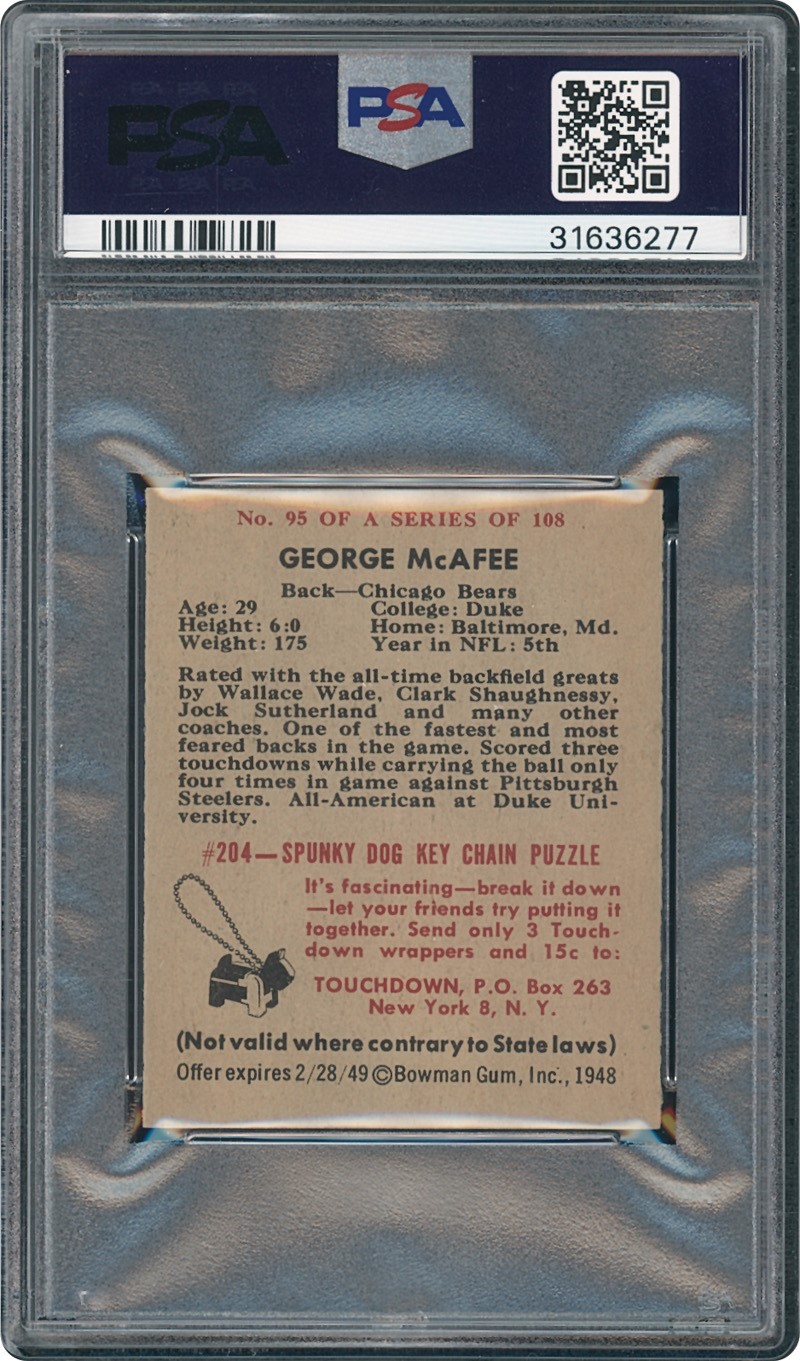 PSA
PSA
31636277
No. 95 OF A SERIES OF 108
GEORGE McAFEE
Back—Chicago Bears
Age: 29 College: Duke
Height: 6:0 Home: Baltimore, Md.
Weight: 175 Year in NFL: 5th
Rated with the all-time backfield greats
by Wallace Wade, Clark Shaughnessy,
Jock Sutherland and many other
coaches. One of the fastest and most
feared backs in the game. Scored three
touchdowns while carrying the ball only
four times in game against Pittsburgh
Steelers. All-American at Duke Uni-
versity.
#204—SPUNKY DOG KEY CHAIN PUZZLE
It's fascinating—break it down
—let your friends try putting it
together. Send only 3 Touch-
down wrappers and 15c to:
TOUCHDOWN, P.O. Box 263
New York 8, N. Y.
(Not valid where contrary to State laws)
Offer expires 2/28/49 ©Bowman Gum, Inc., 1948